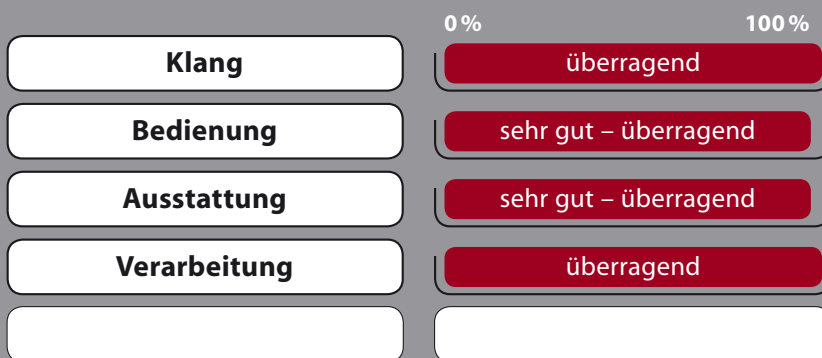 0 % 100 %
Klang überragend
Bedienung sehr gut – überragend
Ausstattung sehr gut – überragend
Verarbeitung überragend